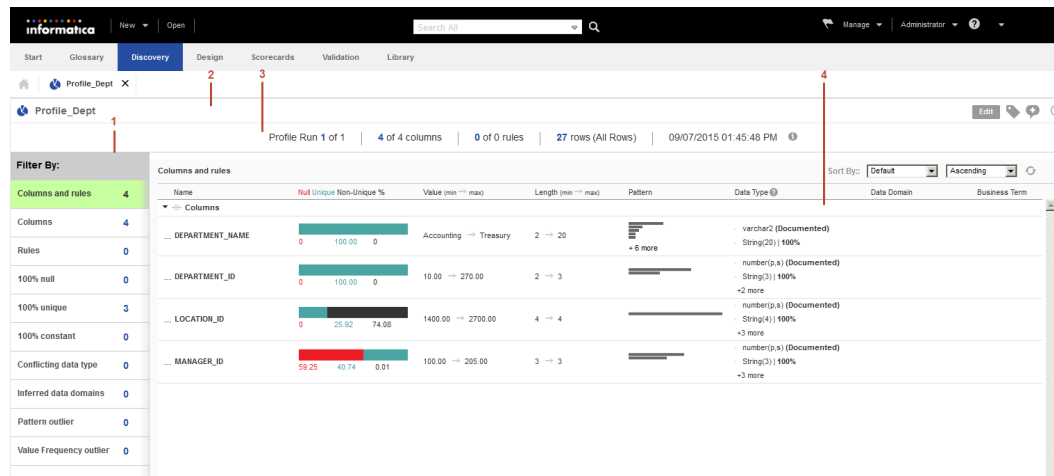 informatica New Open Search All Manage Administrator ?
Start Glossary Discovery Design Scorecards Validation Library
Profile_Dept X
2 3 4
Profile_Dept Edit
1
Profile Run 1 of 1 4 of 4 columns 0 of 0 rules 27 rows (All Rows) 09/07/2015 01:45:48 PM
Filter By:
Columns and rules 4
Columns 4
Rules 0
100% null 0
100% unique 3
100% constant 0
Conflicting data type 0
Inferred data domains 0
Pattern outlier 0
Value Frequency outlier 0
Columns and rules Sort By:: Default Ascending
Name Null Unique Non-Unique % Value (min → max) Length (min → max) Pattern Data Type ? Data Domain Business Term
Columns
... DEPARTMENT_NAME 0 100.00 0 Accounting → Treasury 2 → 20 + 6 more varchar2 (Documented)
String(20) | 100%
... DEPARTMENT_ID 0 100.00 0 10.00 → 270.00 2 → 3 number(p,s) (Documented)
String(3) | 100%
+2 more
... LOCATION_ID 0 25.92 74.08 1400.00 → 2700.00 4 → 4 number(p,s) (Documented)
String(4) | 100%
+3 more
... MANAGER_ID 59.25 40.74 0.01 100.00 → 205.00 3 → 3 number(p,s) (Documented)
String(3) | 100%
+3 more